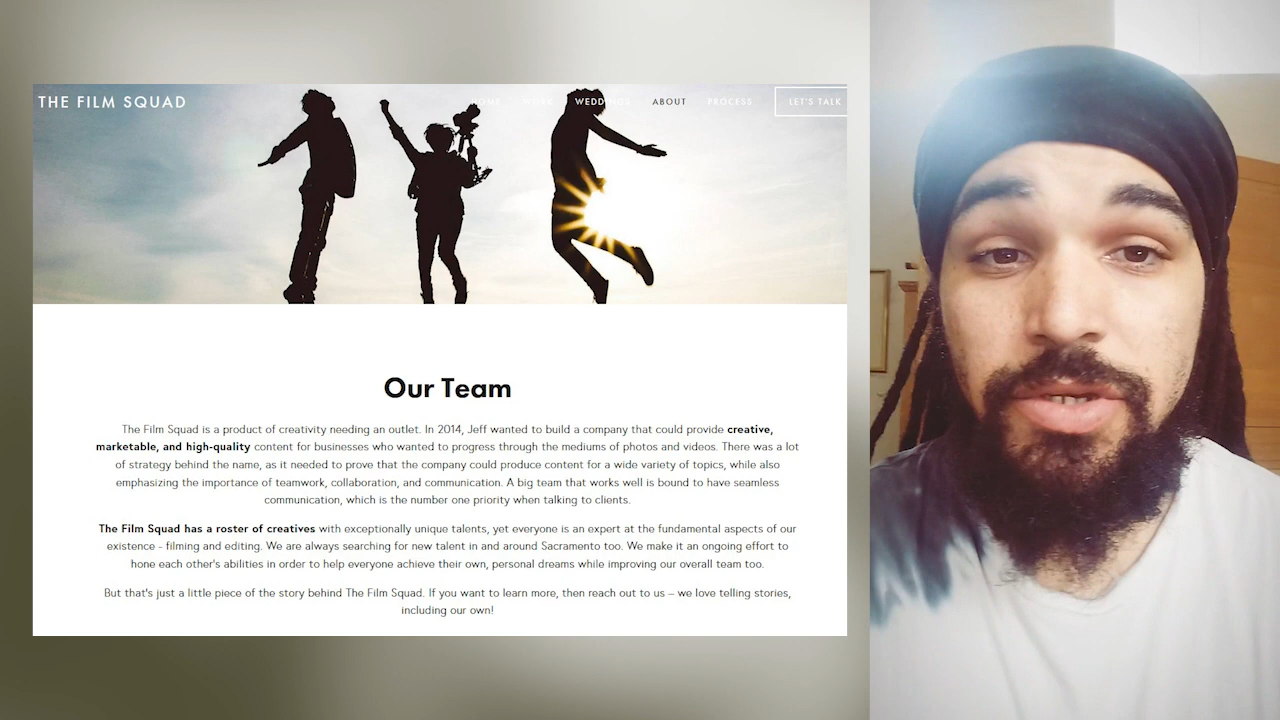 THE FILM SQUAD
HOME WORK WEDDINGS ABOUT PROCESS LET'S TALK
Our Team
The Film Squad is a product of creativity needing an outlet. In 2014, Jeff wanted to build a company that could provide creative,
marketable, and high-quality content for businesses who wanted to progress through the mediums of photos and videos. There was a lot
of strategy behind the name, as it needed to prove that the company could produce content for a wide variety of topics, while also
emphasizing the importance of teamwork, collaboration, and communication. A big team that works well is bound to have seamless
communication, which is the number one priority when talking to clients.
The Film Squad has a roster of creatives with exceptionally unique talents, yet everyone is an expert at the fundamental aspects of our
existence - filming and editing. We are always searching for new talent in and around Sacramento too. We make it an ongoing effort to
hone each other's abilities in order to help everyone achieve their own, personal dreams while improving our overall team too.
But that's just a little piece of the story behind The Film Squad. If you want to learn more, then reach out to us – we love telling stories,
including our own!